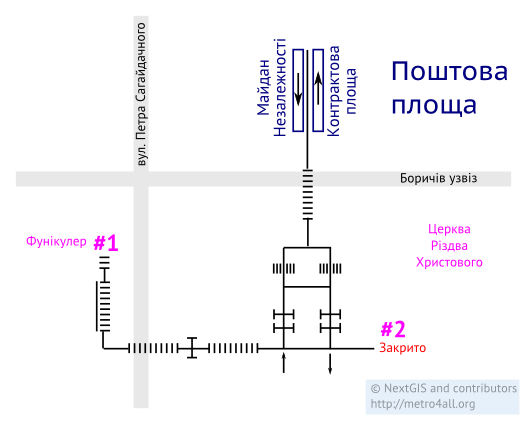 Поштова
площа
вул. Петра Сагайдачного
Майдан
Незалежності
Контрактова
площа
Боричів узвіз
Фунікулер #1
Церква
Різдва
Христового
#2
Закрито
© NextGIS and contributors
http://metro4all.org